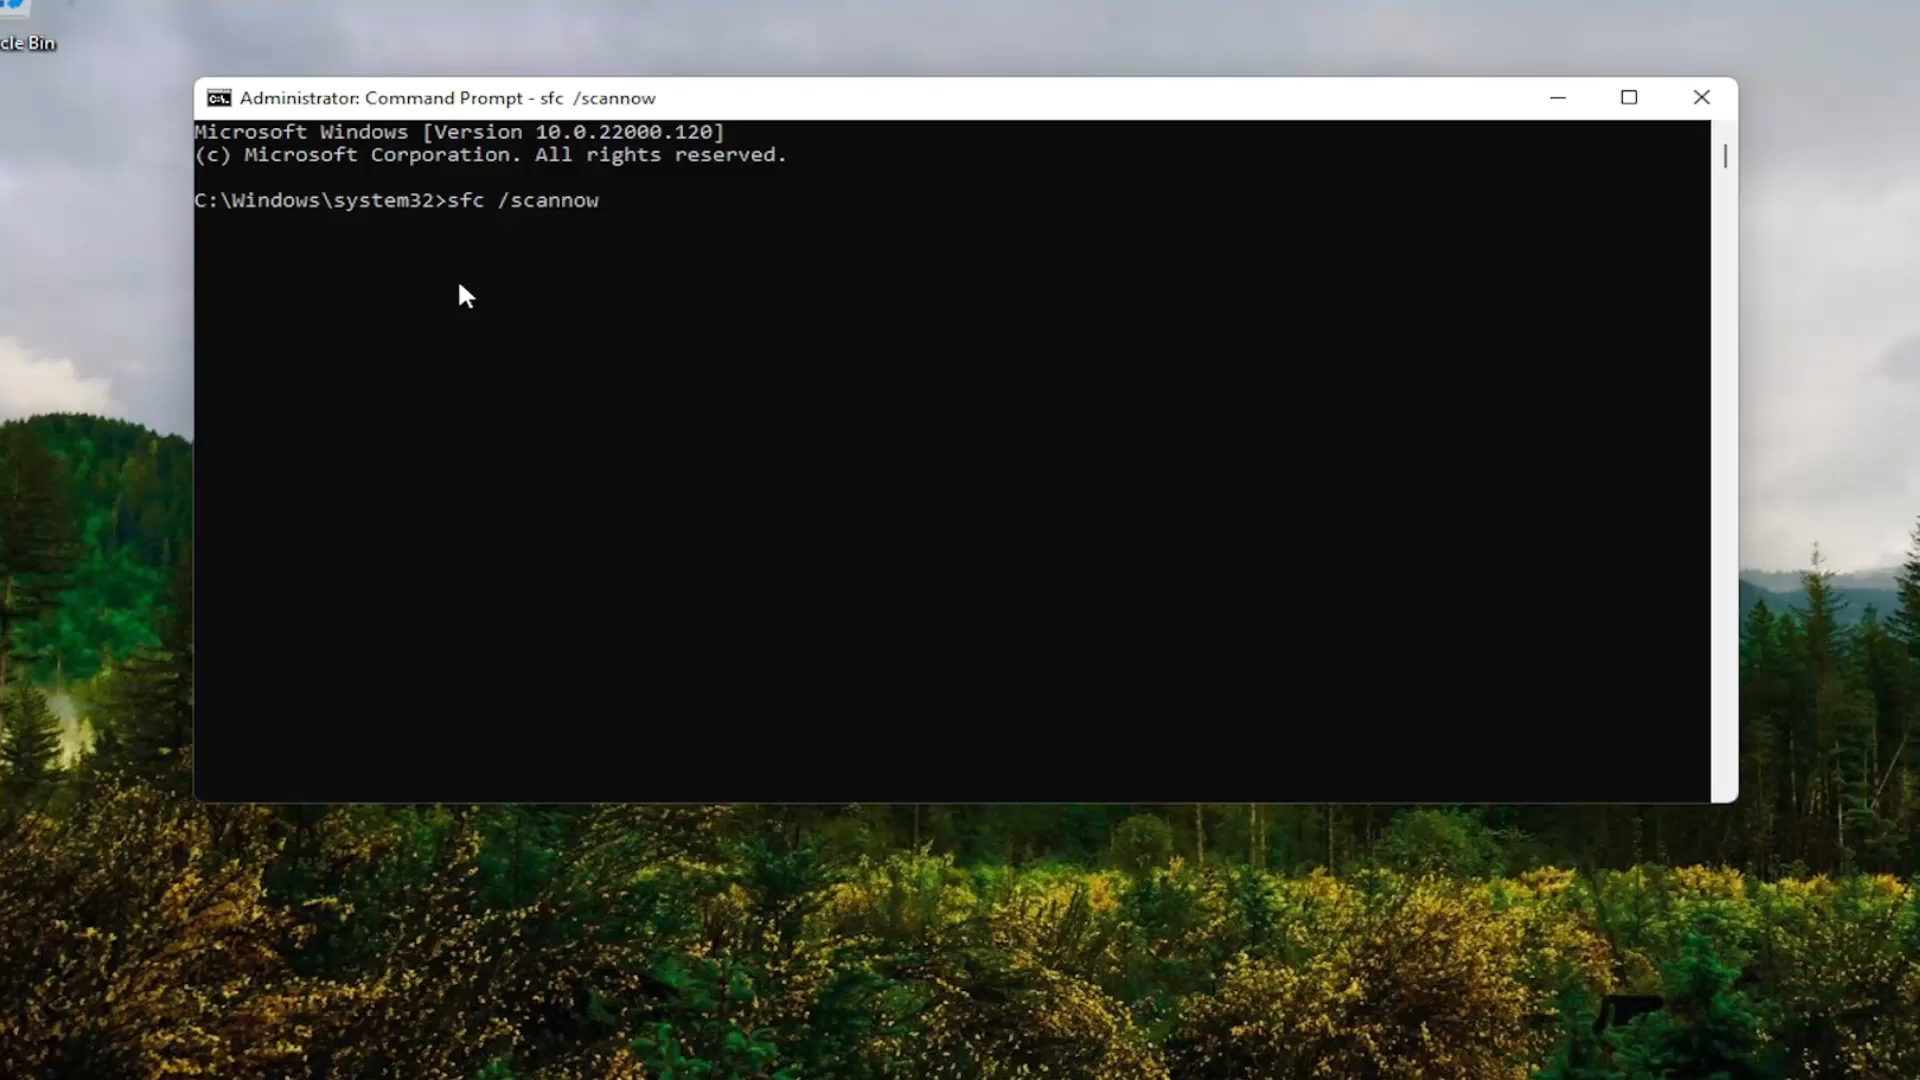 cle Bin
Administrator: Command Prompt - sfc  /scannow
Microsoft Windows [Version 10.0.22000.120]
(c) Microsoft Corporation. All rights reserved.
C:\Windows\system32>sfc /scannow